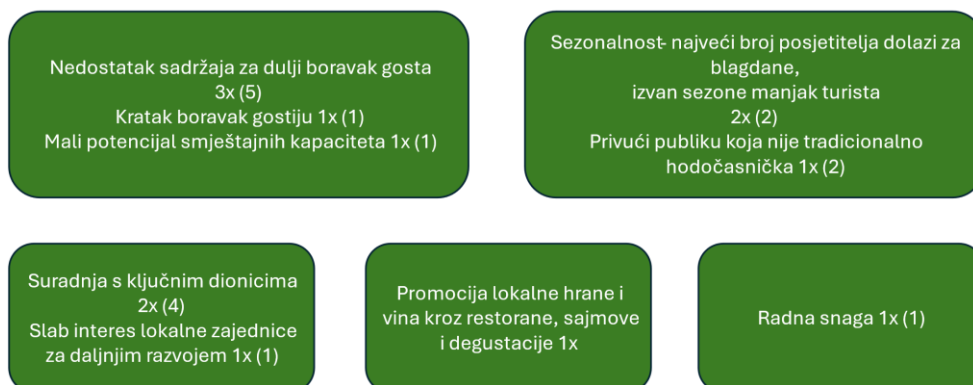 Nedostatak sadržaja za dulji boravak gosta
3x (5)
Kratak boravak gostiju 1x (1)
Mali potencijal smještajnih kapaciteta 1x (1)
Sezonalnost- najveći broj posjetitelja dolazi za
blagdane,
izvan sezone manjak turista
2x (2)
Privući publiku koja nije tradicionalno
hodočasnička 1x (2)
Suradnja s ključnim dionicima
2x (4)
Slab interes lokalne zajednice
za daljnjim razvojem 1x (1)
Promocija lokalne hrane i
vina kroz restorane, sajmove
i degustacije 1x
Radna snaga 1x (1)